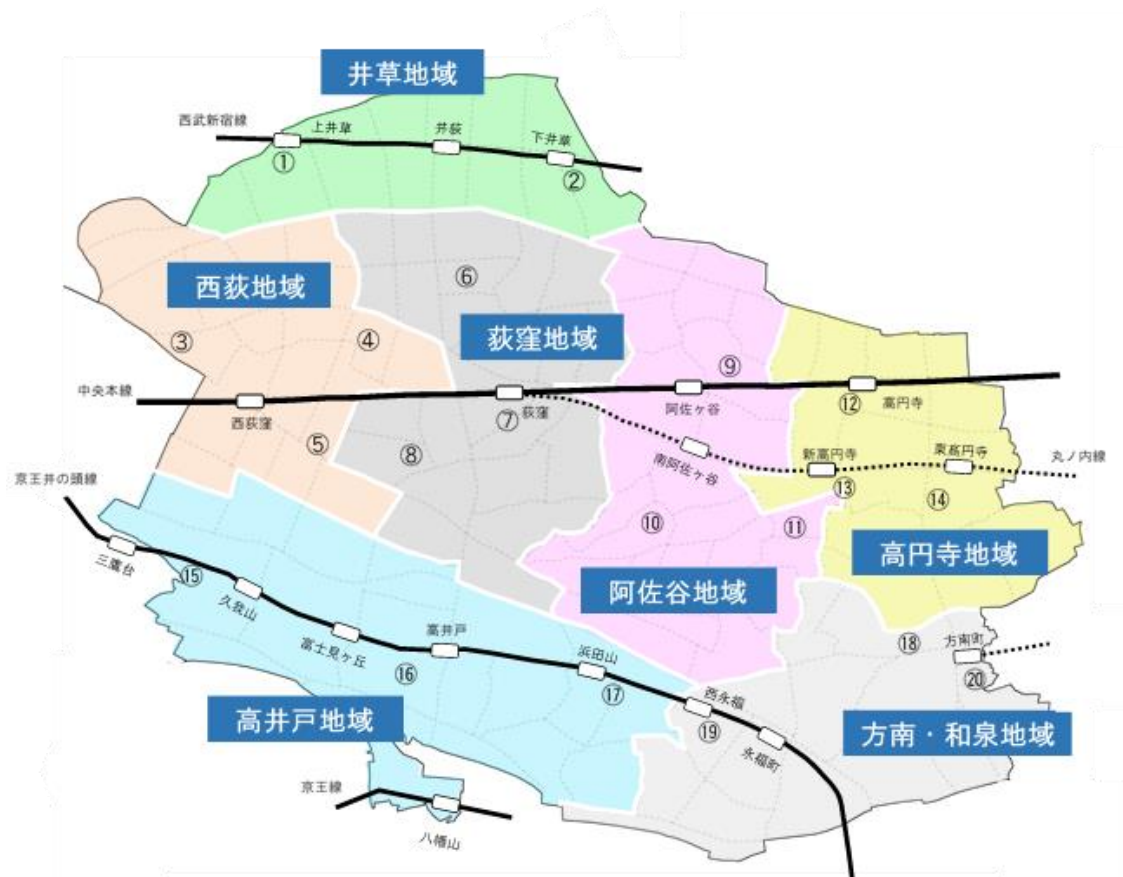 井草地域
西武新宿線
上井草
井荻
下井草
①
②
西荻地域
⑥
③
④
荻窪地域
⑨
中央本線
西荻窪
⑦
荻窪
阿佐ヶ谷
⑫
高円寺
⑤
⑧
南阿佐ヶ谷
新高円寺
東高円寺
丸ノ内線
京王井の頭線
⑬
⑭
⑩
⑪
三鷹台
⑮
久我山
高円寺地域
阿佐谷地域
富士見ヶ丘
高井戸
⑯
浜田山
⑰
⑱
方南町
⑳
高井戸地域
西永福
⑲
永福町
方南・和泉地域
京王線
八幡山